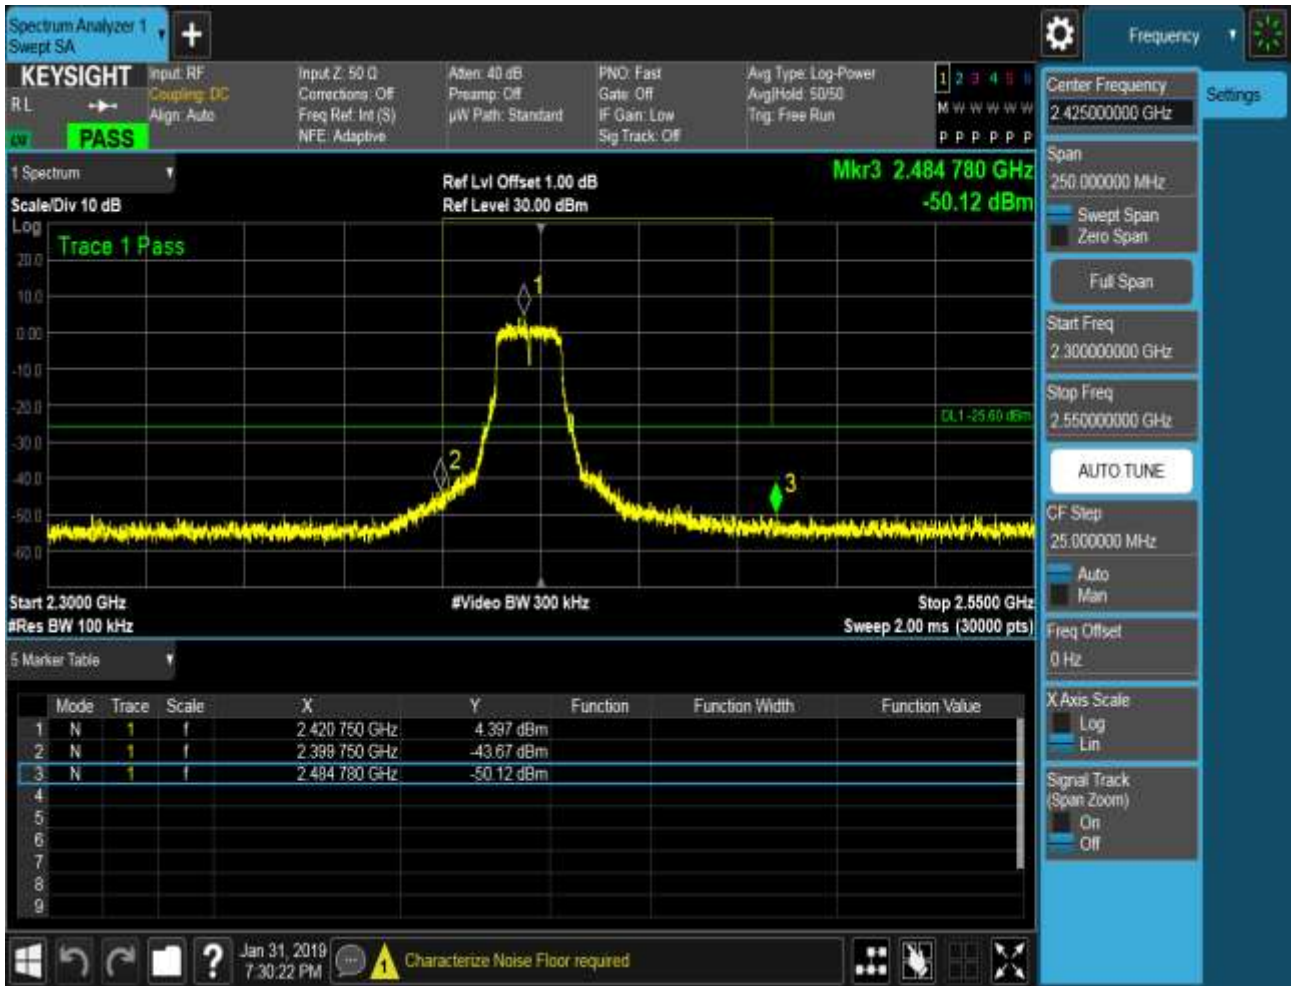 Spectrum Analyzer 1
Swept SA
+
Frequency
KEYSIGHT
R L
PASS
Input: RF
Coupling: DC
Align: Auto
Input Z: 50 Ω
Corrections: Off
Freq Ref: Int (S)
NFE: Adaptive
Atten: 40 dB
Preamp: Off
µW Path: Standard
PNO: Fast
Gate: Off
IF Gain: Low
Sig Track: Off
Avg Type: Log-Power
Avg|Hold: 50/50
Trig: Free Run
1 2 3 4 5 6
M W W W W W
P P P P P P
1 Spectrum
Scale/Div 10 dB
Ref Lvl Offset 1.00 dB
Ref Level 30.00 dBm
Mkr3 2.484 780 GHz
-50.12 dBm
Log
Trace 1 Pass
20.0
10.0
0.00
-10.0
-20.0
-30.0
-40.0
-50.0
-60.0
1
2
3
DL1 -25.60 dBm
Start 2.3000 GHz
#Video BW 300 kHz
Stop 2.5500 GHz
#Res BW 100 kHz
Sweep 2.00 ms (30000 pts)
5 Marker Table
Mode Trace Scale X Y Function Function Width Function Value
1 N 1 f 2.420 750 GHz 4.397 dBm
2 N 1 f 2.399 750 GHz -43.67 dBm
3 N 1 f 2.484 780 GHz -50.12 dBm
4
5
6
7
8
9
Center Frequency
2.425000000 GHz
Settings
Span
250.000000 MHz
Swept Span
Zero Span
Full Span
Start Freq
2.300000000 GHz
Stop Freq
2.550000000 GHz
AUTO TUNE
CF Step
25.000000 MHz
Auto
Man
Freq Offset
0 Hz
X Axis Scale
Log
Lin
Signal Track
(Span Zoom)
On
Off
?
Jan 31, 2019
7:30:22 PM
1
Characterize Noise Floor required